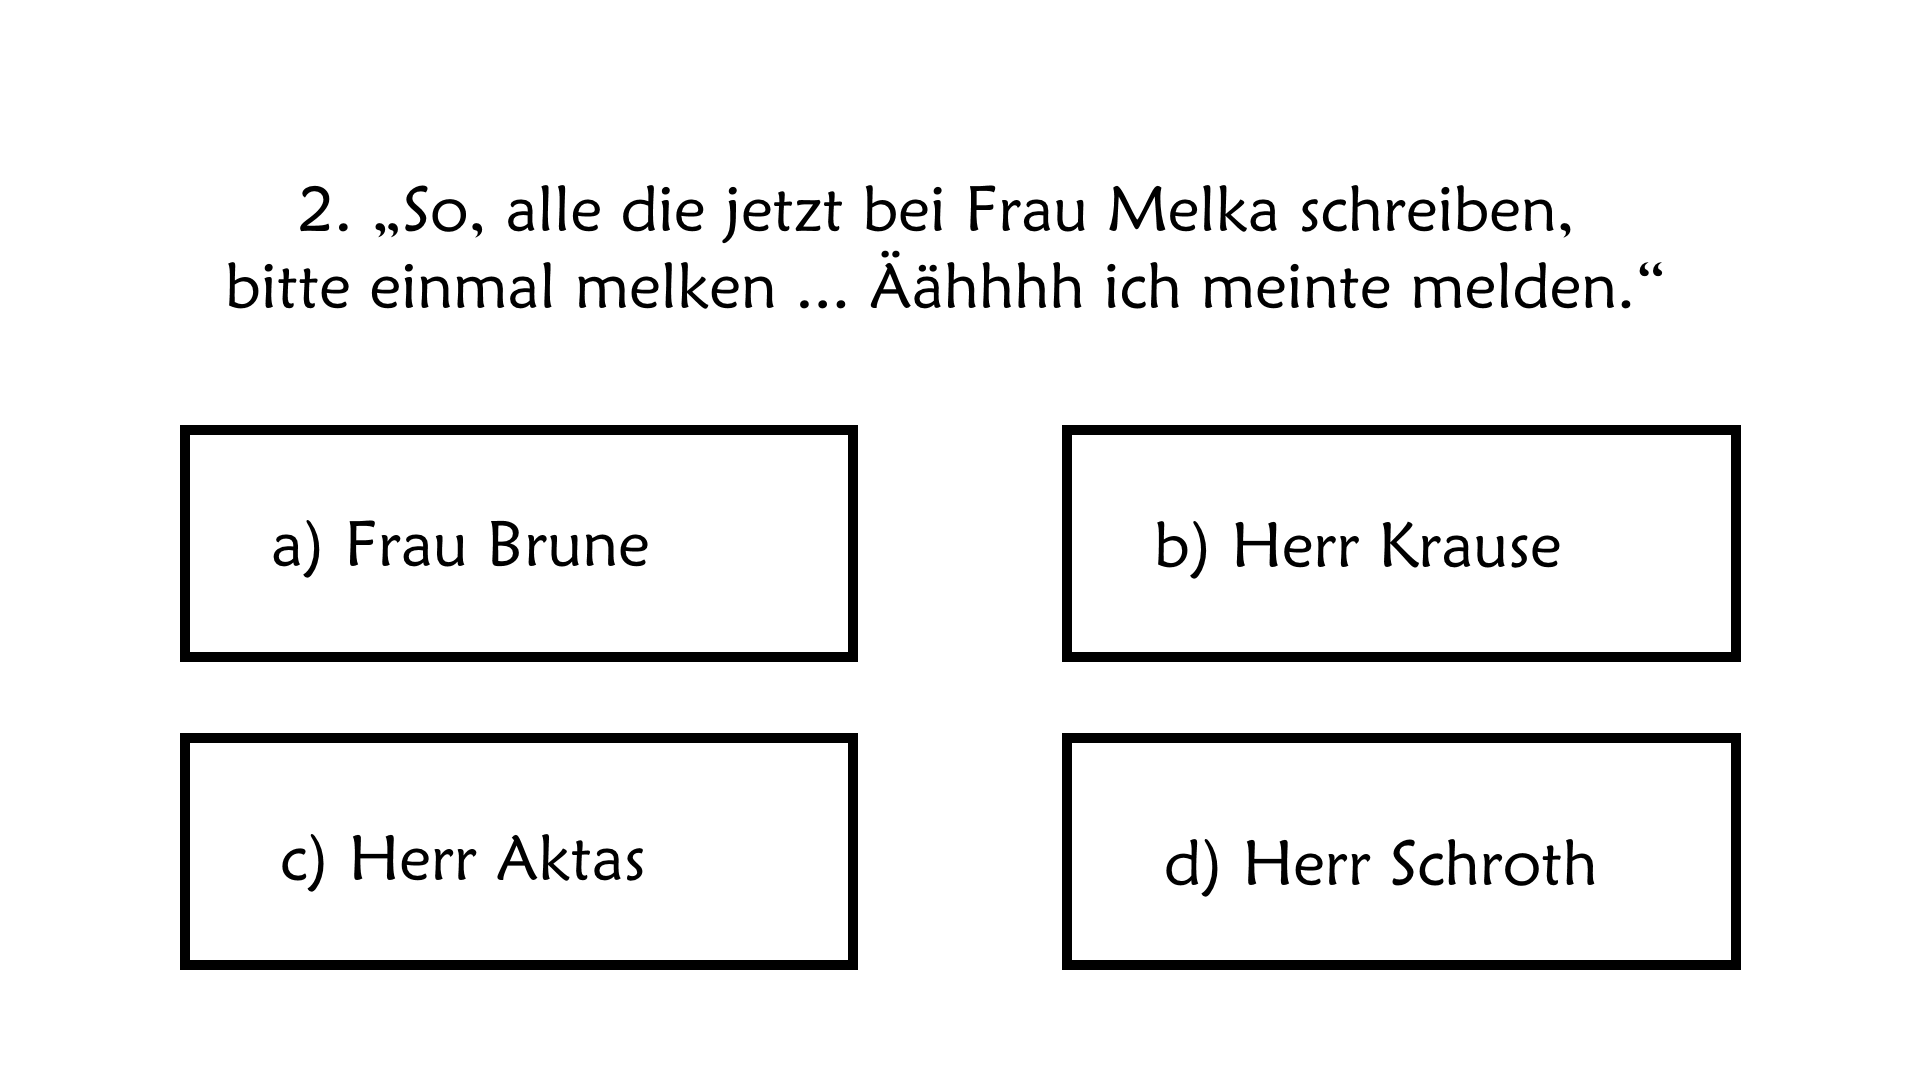 2. „So, alle die jetzt bei Frau Melka schreiben,
bitte einmal melken ... Äähhhh ich meinte melden.“
a) Frau Brune
b) Herr Krause
c) Herr Aktas
d) Herr Schroth